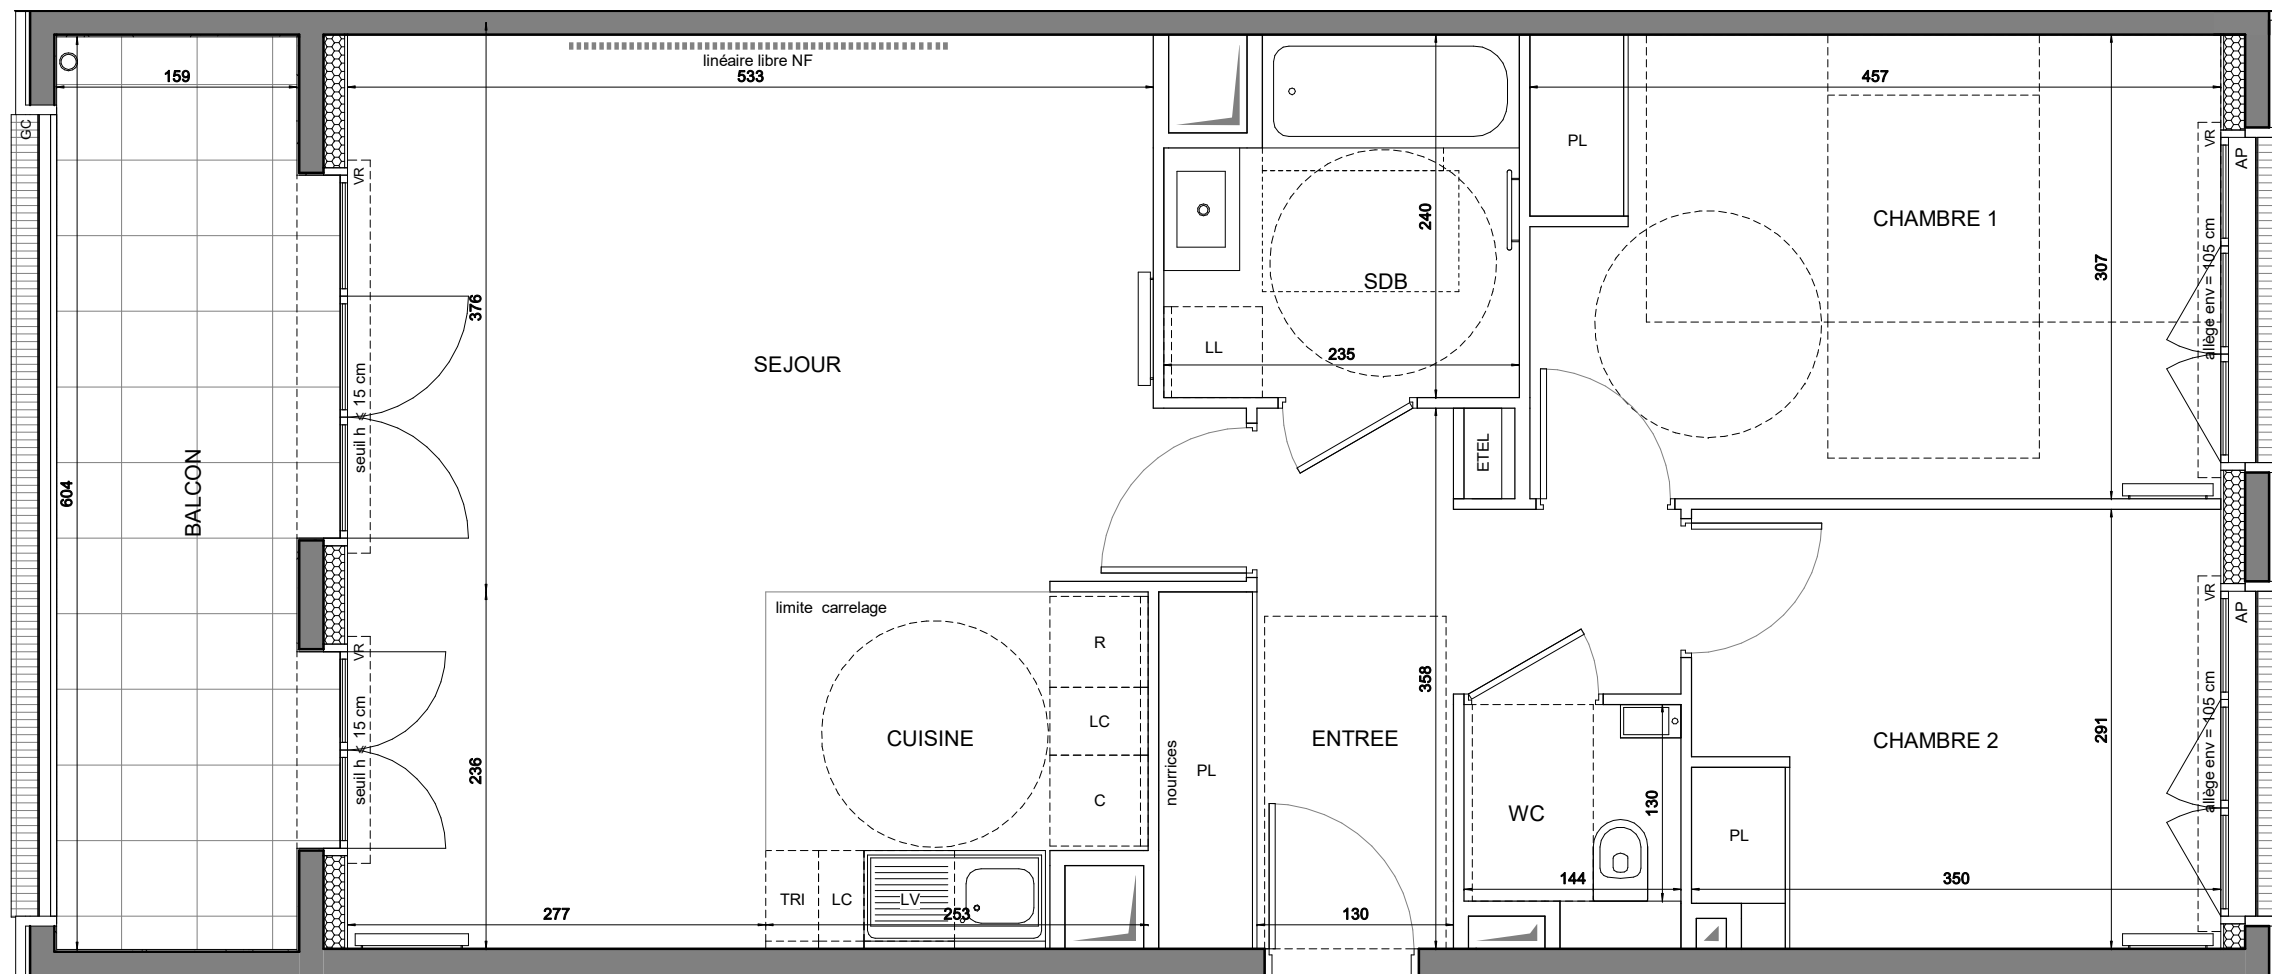 linéaire libre NF
159
533
457
GC
VR
PL
VR
AP
CHAMBRE 1
240
307
SDB
376
allège env = 105 cm
LL
235
SEJOUR
seuil h < 15 cm
BALCON
604
ETEL
limite carrelage
VR
R
VR
AP
358
LC
CUISINE
ENTREE
CHAMBRE 2
291
236
seuil h < 15 cm
nourrices
PL
C
WC
130
allège env = 105 cm
PL
TRI
LC
LV
144
350
277
253
130